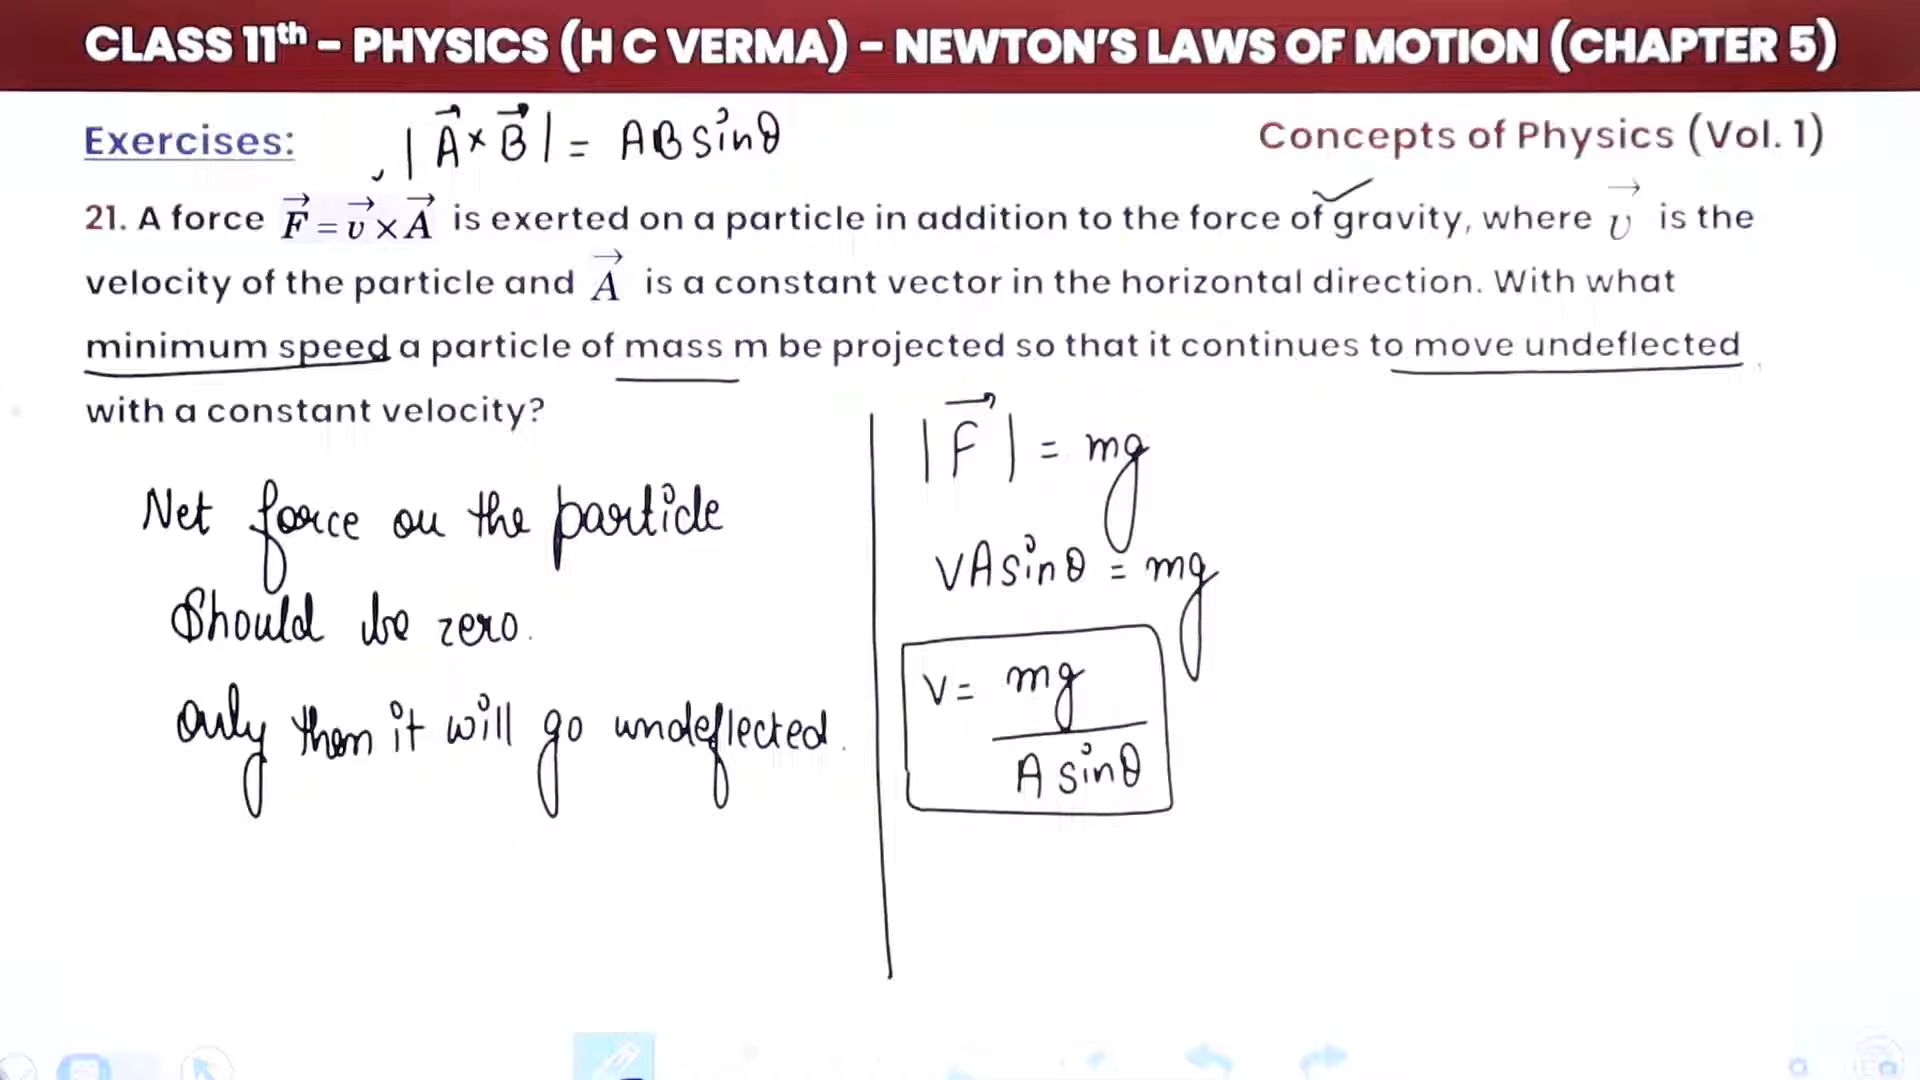 CLASS 11th – PHYSICS (H C VERMA) – NEWTON'S LAWS OF MOTION (CHAPTER 5)
Exercises:
|A⃗ × B⃗| = AB sinθ
Concepts of Physics (Vol. 1)
21. A force F⃗ = v⃗ × A⃗ is exerted on a particle in addition to the force of gravity, where v⃗ is the
velocity of the particle and A⃗ is a constant vector in the horizontal direction. With what
minimum speed a particle of mass m be projected so that it continues to move undeflected
with a constant velocity?
Net force on the particle
Should be zero.
Only then it will go undeflected.
|F⃗| = mg
vA sinθ = mg
v = mg
A sinθ